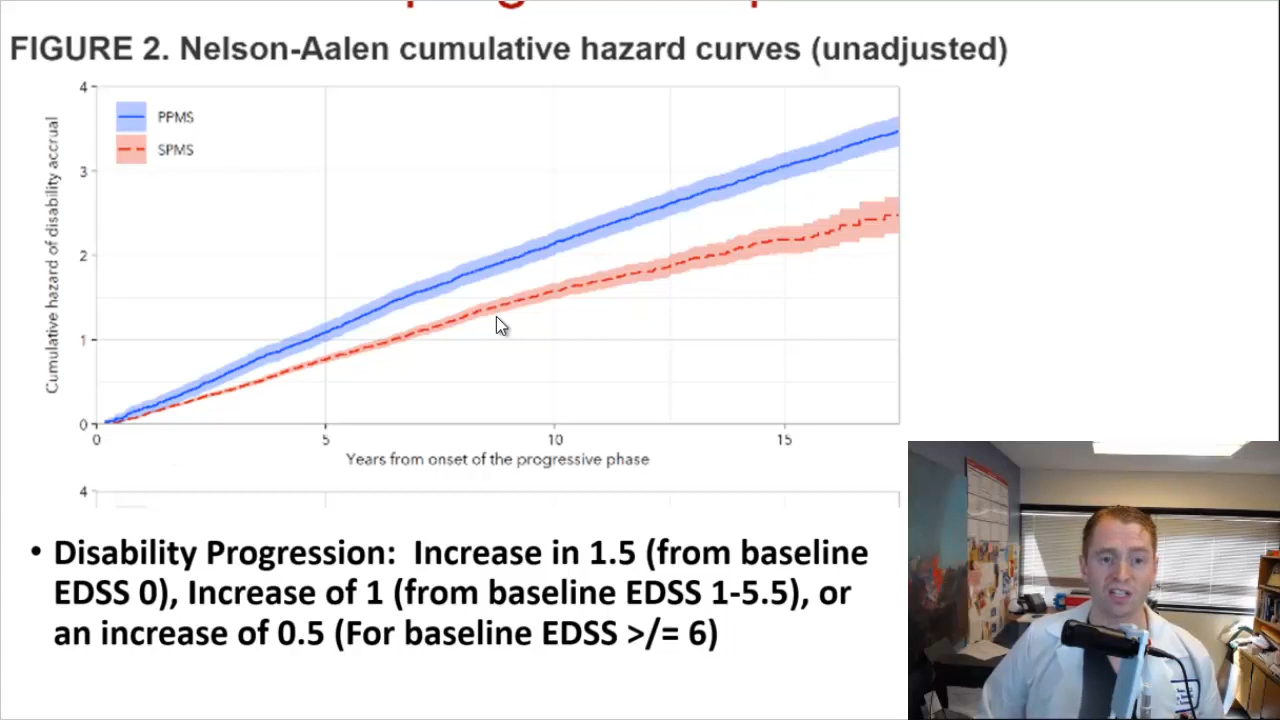 FIGURE 2. Nelson-Aalen cumulative hazard curves (unadjusted)
4
PPMS
SPMS
3
2
1
0
Cumulative hazard of disability accrual
0
5
10
15
Years from onset of the progressive phase
4
• Disability Progression: Increase in 1.5 (from baseline
EDSS 0), Increase of 1 (from baseline EDSS 1-5.5), or
an increase of 0.5 (For baseline EDSS >/= 6)